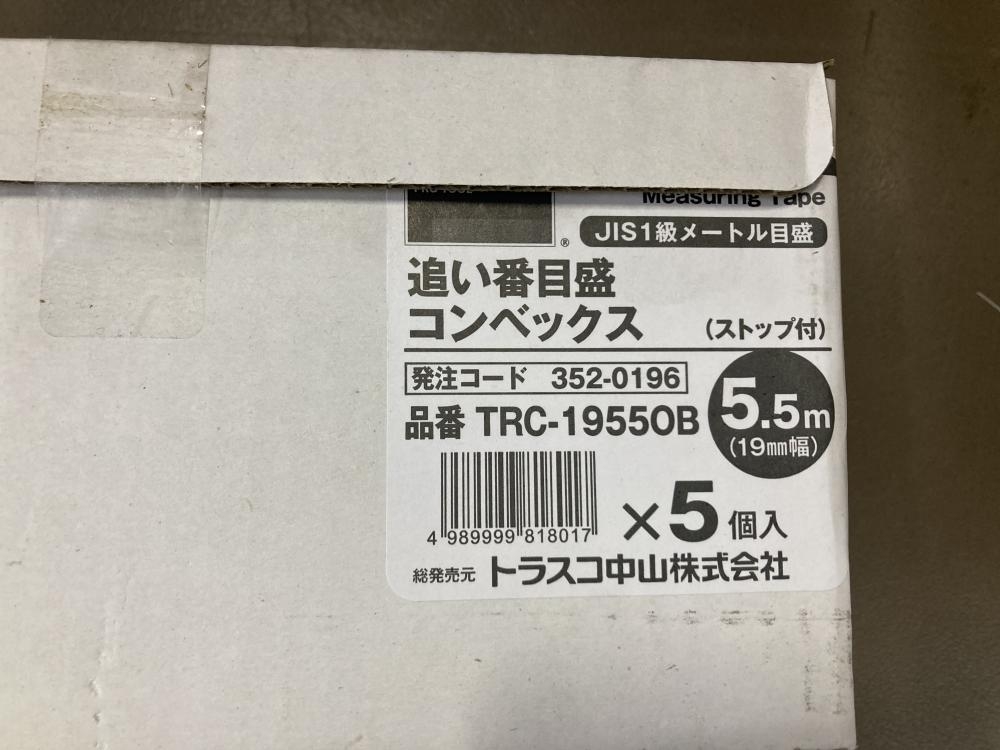 Measuring Tape
®
JIS1級メートル目盛
追い番目盛
コンベックス (ストップ付)
発注コード 352-0196
品番 TRC-1955OB
5.5m
(19mm幅)
×5個入
4 989999 818017
総発売元 トラスコ中山株式会社